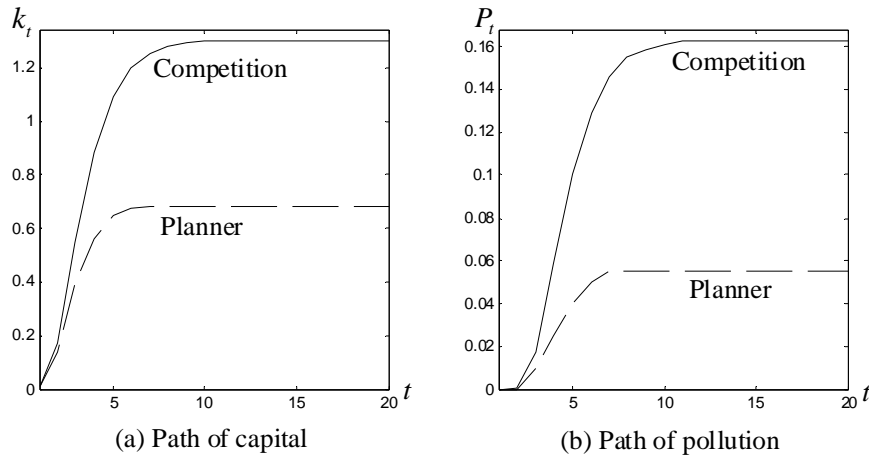 k_t
1.2
1
0.8
0.6
0.4
0.2
0
5
10
15
20
t
Competition
Planner
(a) Path of capital
P_t
0.16
0.14
0.12
0.1
0.08
0.06
0.04
0.02
0
5
10
15
20
t
Competition
Planner
(b) Path of pollution